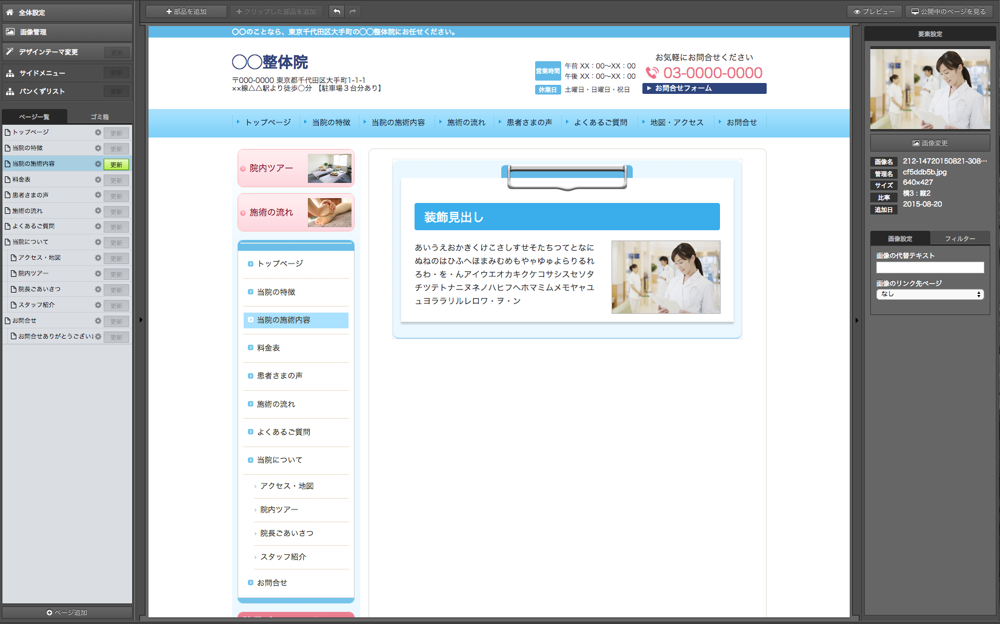 全体設定
画像管理
デザインテーマ変更 更新
サイドメニュー 更新
パンくずリスト 更新
ページ一覧 ゴミ箱
トップページ 更新
当院の特徴 更新
当院の施術内容 更新
料金表 更新
患者さまの声 更新
施術の流れ 更新
よくあるご質問 更新
当院について 更新
アクセス・地図 更新
院内ツアー 更新
院長ごあいさつ 更新
スタッフ紹介 更新
お問合せ 更新
お問合せありがとうござい 更新
ページ追加
部品を追加 クリップした部品を追加
プレビュー 公開中のページを見る
〇〇のことなら、東京千代田区大手町の〇〇整体院にお任せください。
〇〇整体院
〒000-0000 東京都千代田区大手町1-1-1
××線△△駅より徒歩〇分 【駐車場３台分あり】
営業時間 午前 XX：00〜XX：00
午後 XX：00〜XX：00
休業日 土曜日・日曜日・祝日
お気軽にお問合せください
03-0000-0000
お問合せフォーム
トップページ 当院の特徴 当院の施術内容 施術の流れ 患者さまの声 よくあるご質問 地図・アクセス お問合せ
院内ツアー
施術の流れ
トップページ
当院の特徴
当院の施術内容
料金表
患者さまの声
施術の流れ
よくあるご質問
当院について
アクセス・地図
院内ツアー
院長ごあいさつ
スタッフ紹介
お問合せ
装飾見出し
あいうえおかきくけこさしすせそたちつてとなに
ぬねのはひふへほまみむめもやゃゆゅよらりるれ
ろわ・を・んアイウエオカキクケコサシスセソタ
チツテトナニヌネノハヒフヘホマミムメモヤャユ
ュヨララリルレロワ・ヲ・ン
要素設定
画像変更
画像名 212-14720150821-308…
管理名 cf5ddb5b.jpg
サイズ 640×427
比率 横3 : 縦2
追加日 2015-08-20
画像設定 フィルター
画像の代替テキスト
画像のリンク先ページ
なし